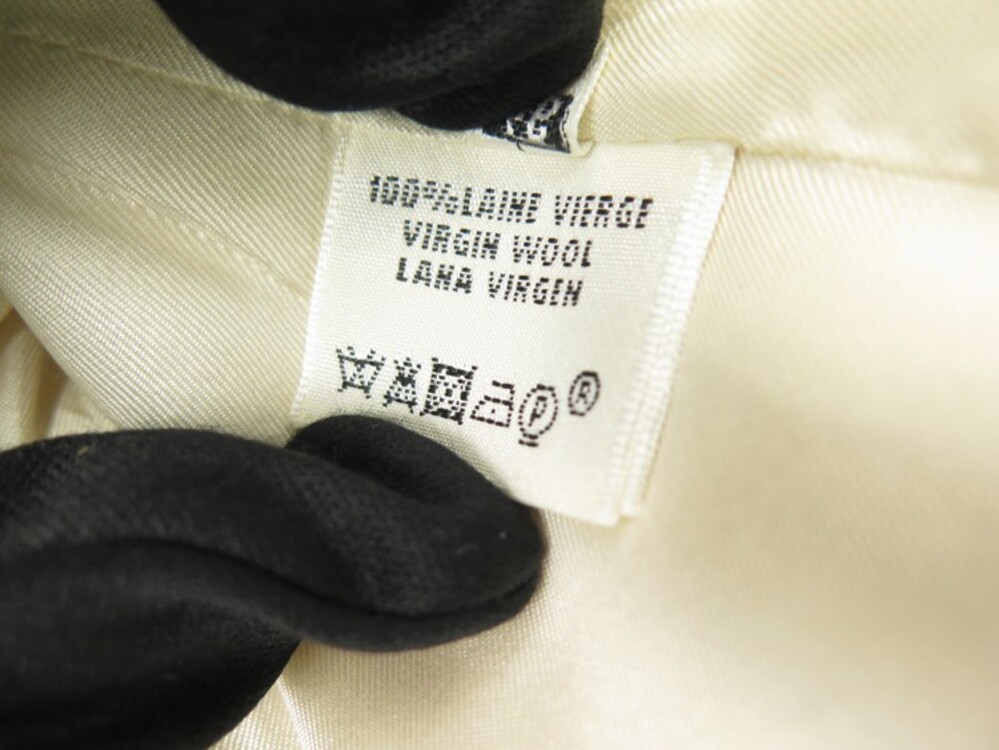 100%LAINE VIERGE
VIRGIN WOOL
LANA VIRGEN
P ®